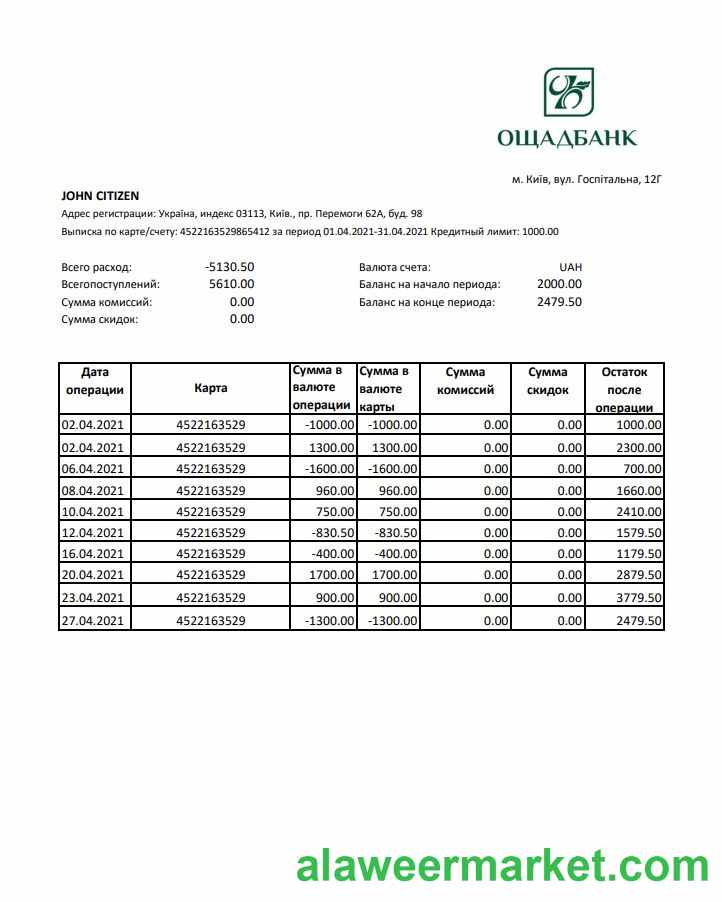 ОЩАДБАНК
м. Київ, вул. Госпітальна, 12Г
JOHN CITIZEN
Адрес регистрации: Україна, индекс 03113, Київ., пр. Перемоги 62А, буд. 98
Выписка по карте/счету: 4522163529865412 за период 01.04.2021-31.04.2021 Кредитный лимит: 1000.00
Всего расход: -5130.50 Валюта счета: UAH
Всегопоступлений: 5610.00 Баланс на начало периода: 2000.00
Сумма комиссий: 0.00 Баланс на конце периода: 2479.50
Сумма скидок: 0.00
Дата операции Карта Сумма в валюте операции Сумма в валюте карты Сумма комиссий Сумма скидок Остаток после операции
02.04.2021 4522163529 -1000.00 -1000.00 0.00 0.00 1000.00
02.04.2021 4522163529 1300.00 1300.00 0.00 0.00 2300.00
06.04.2021 4522163529 -1600.00 -1600.00 0.00 0.00 700.00
08.04.2021 4522163529 960.00 960.00 0.00 0.00 1660.00
10.04.2021 4522163529 750.00 750.00 0.00 0.00 2410.00
12.04.2021 4522163529 -830.50 -830.50 0.00 0.00 1579.50
16.04.2021 4522163529 -400.00 -400.00 0.00 0.00 1179.50
20.04.2021 4522163529 1700.00 1700.00 0.00 0.00 2879.50
23.04.2021 4522163529 900.00 900.00 0.00 0.00 3779.50
27.04.2021 4522163529 -1300.00 -1300.00 0.00 0.00 2479.50
alaweermarket.com